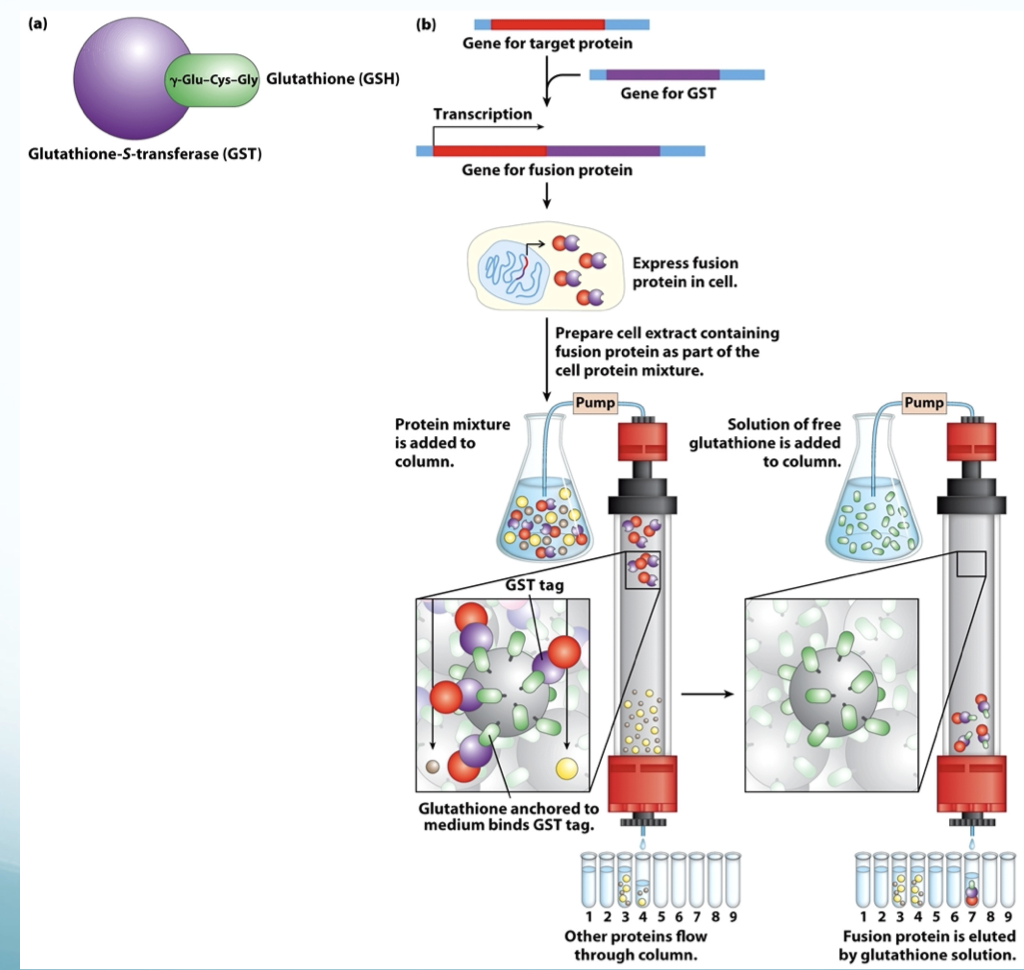 (a)
γ-Glu–Cys–Gly
Glutathione (GSH)
Glutathione-S-transferase (GST)
(b)
Gene for target protein
Gene for GST
Transcription
Gene for fusion protein
Express fusion
protein in cell.
Prepare cell extract containing
fusion protein as part of the
cell protein mixture.
Pump
Protein mixture
is added to
column.
GST tag
Glutathione anchored to
medium binds GST tag.
1 2 3 4 5 6 7 8 9
Other proteins flow
through column.
Pump
Solution of free
glutathione is added
to column.
1 2 3 4 5 6 7 8 9
Fusion protein is eluted
by glutathione solution.